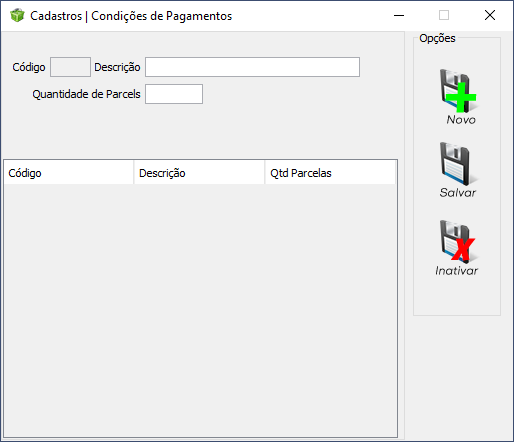 Cadastros | Condições de Pagamentos
Opções
Código
Descrição
Quantidade de Parcels
Novo
Salvar
Inativar
Código
Descrição
Qtd Parcelas